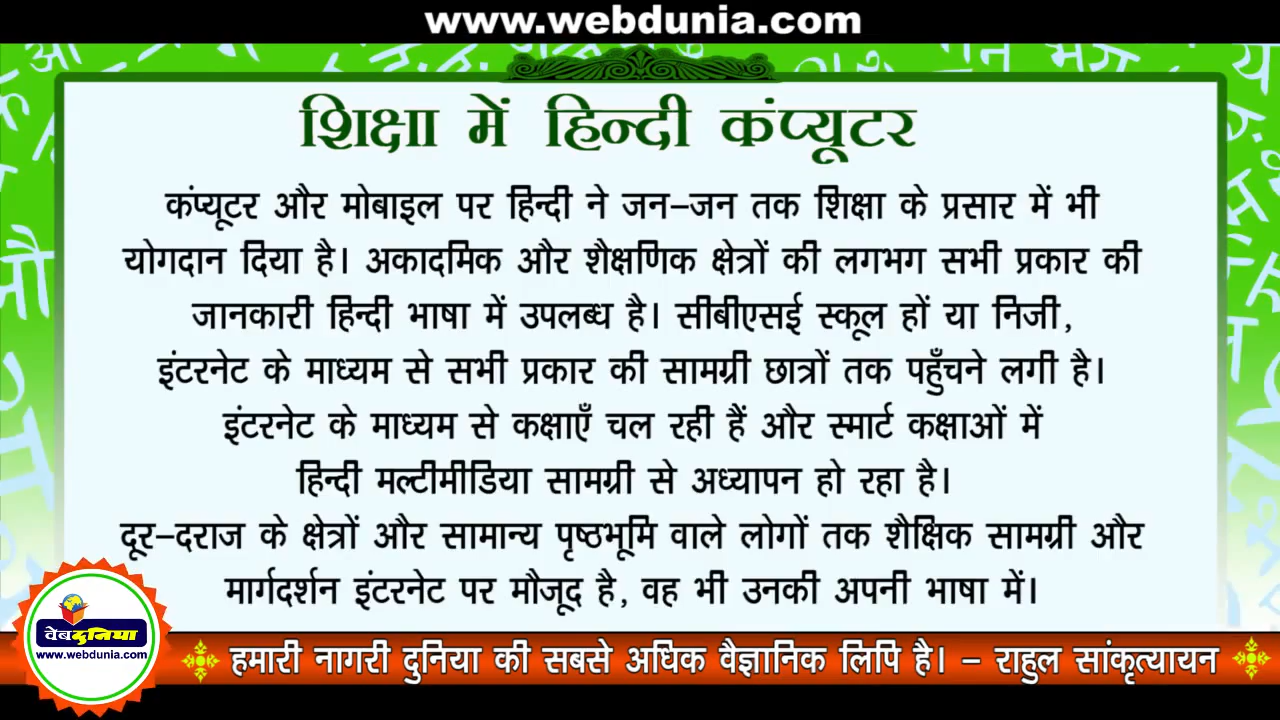 www.webdunia.com
शिक्षा में हिन्दी कंप्यूटर
कंप्यूटर और मोबाइल पर हिन्दी ने जन-जन तक शिक्षा के प्रसार में भी
योगदान दिया है। अकादमिक और शैक्षणिक क्षेत्रों की लगभग सभी प्रकार की
जानकारी हिन्दी भाषा में उपलब्ध है। सीबीएसई स्कूल हों या निजी,
इंटरनेट के माध्यम से सभी प्रकार की सामग्री छात्रों तक पहुँचने लगी है।
इंटरनेट के माध्यम से कक्षाएँ चल रही हैं और स्मार्ट कक्षाओं में
हिन्दी मल्टीमीडिया सामग्री से अध्यापन हो रहा है।
दूर-दराज के क्षेत्रों और सामान्य पृष्ठभूमि वाले लोगों तक शैक्षिक सामग्री और
मार्गदर्शन इंटरनेट पर मौजूद है, वह भी उनकी अपनी भाषा में।
वेबदुनिया
www.webdunia.com
हमारी नागरी दुनिया की सबसे अधिक वैज्ञानिक लिपि है। - राहुल सांकृत्यायन